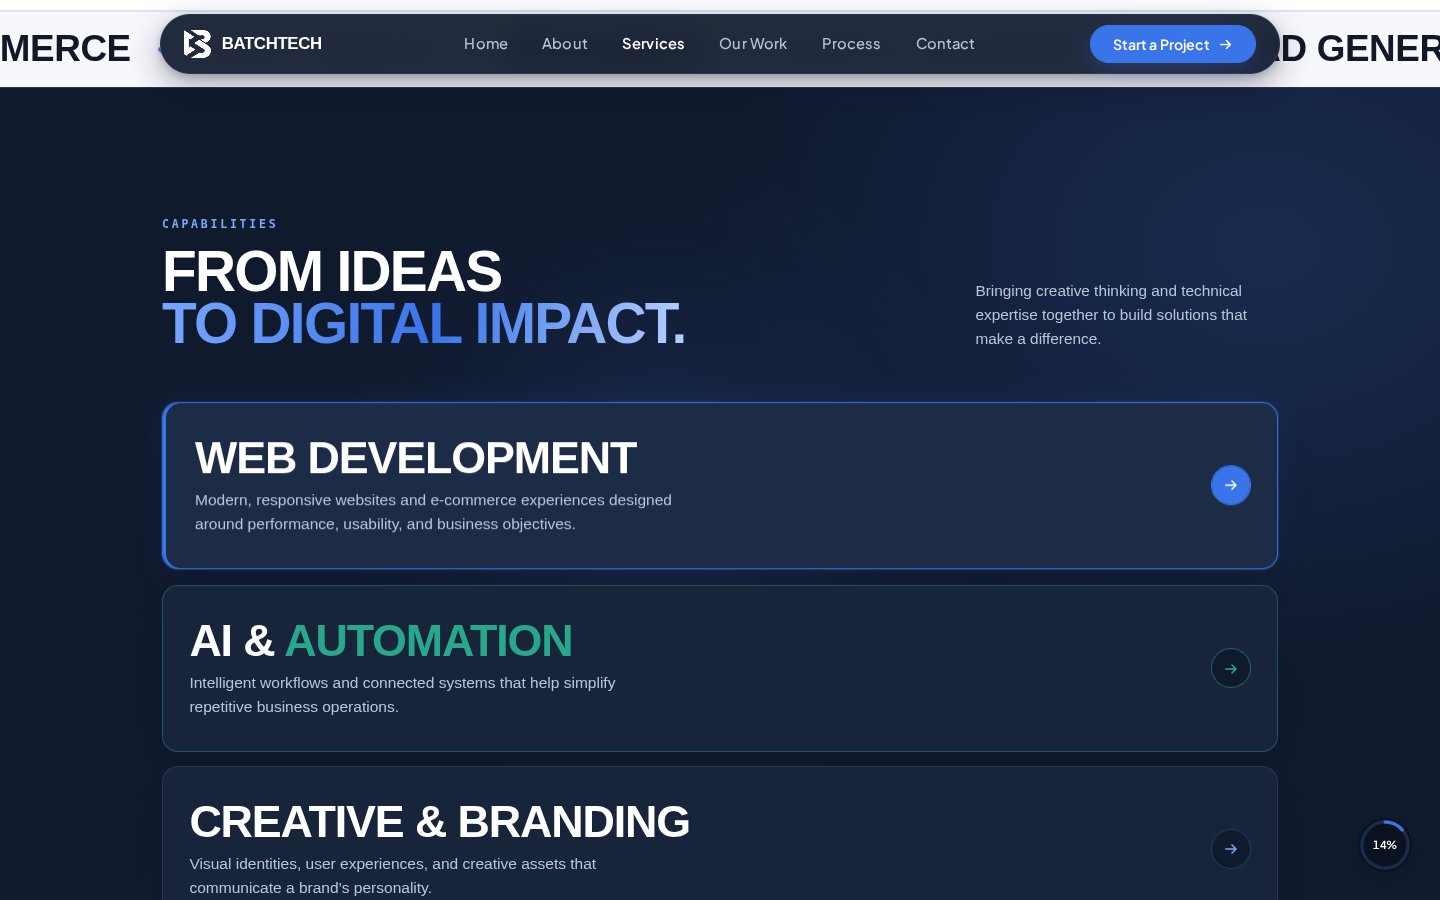 MERCE
BATCHTECH
Home
About
Services
Our Work
Process
Contact
Start a Project →
D GENER
CAPABILITIES
FROM IDEAS
TO DIGITAL IMPACT.
Bringing creative thinking and technical
expertise together to build solutions that
make a difference.
WEB DEVELOPMENT
Modern, responsive websites and e-commerce experiences designed
around performance, usability, and business objectives.
AI & AUTOMATION
Intelligent workflows and connected systems that help simplify
repetitive business operations.
CREATIVE & BRANDING
Visual identities, user experiences, and creative assets that
communicate a brand's personality.
14%